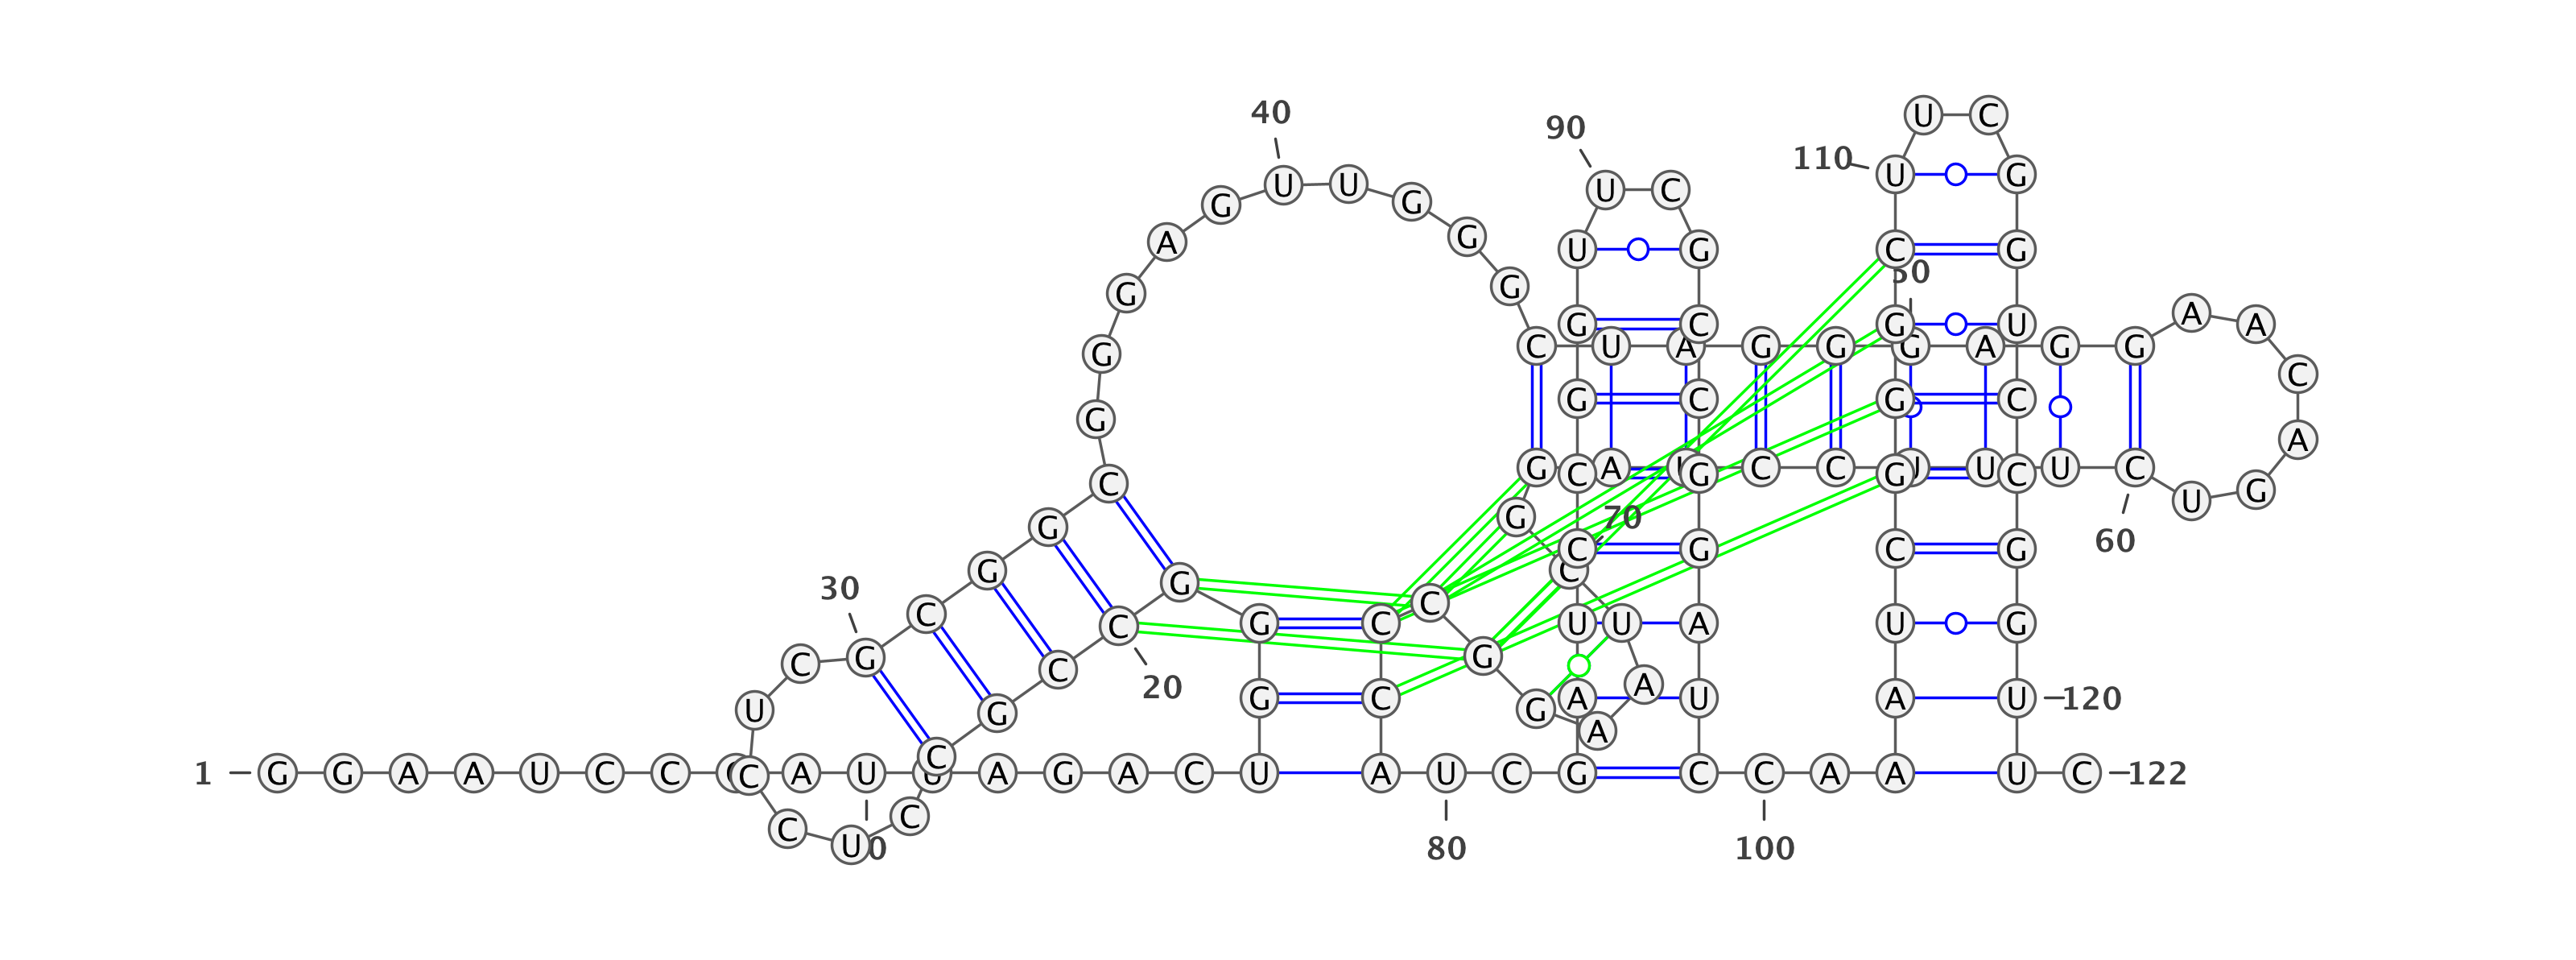 40 U C
90
110 U G
U U U C
G G
A G U G C G
50
G G G C G U
A A
G C U A G G G A G G
C
G C G C
G A
C G C A G C C G U C U C
G U
G G 70
60
C G C G
G C
30 G C
C
C G C U U A U G
C G G
C A 20
G C A U A U 120
U G G
A
C
1 G G A A U C C C A U A G A C U A U C G C C A A U C 122
C
C U 0 80 100